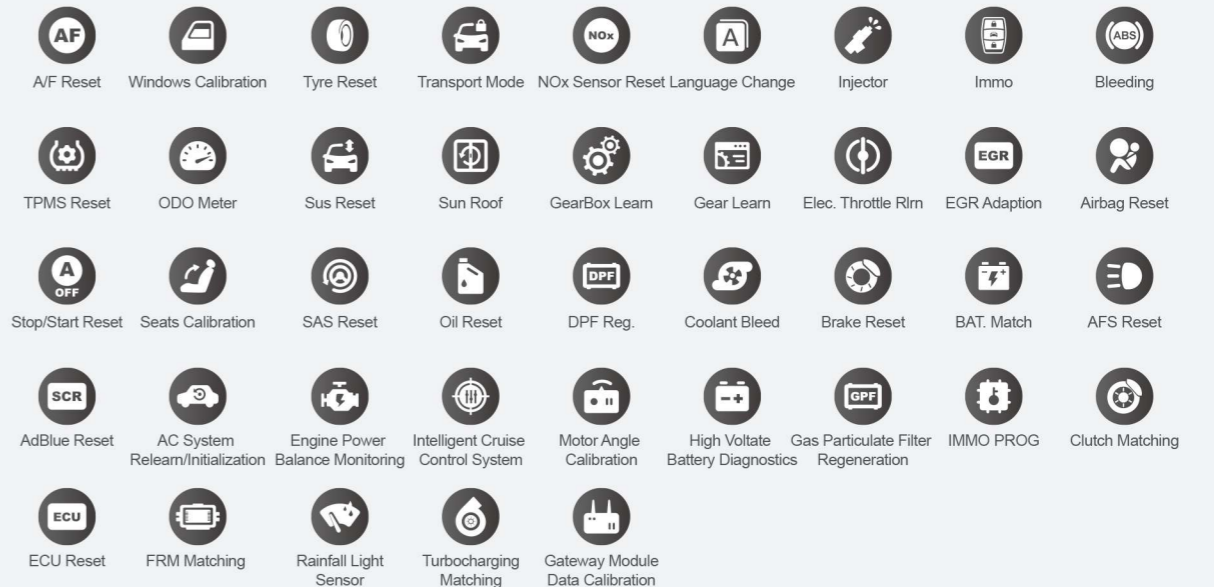 AF
NOx
A
ABS
A/F Reset
Windows Calibration
Tyre Reset
Transport Mode
NOx Sensor Reset
Language Change
Injector
Immo
Bleeding
EGR
TPMS Reset
ODO Meter
Sus Reset
Sun Roof
GearBox Learn
Gear Learn
Elec. Throttle Rlrn
EGR Adaption
Airbag Reset
A
OFF
A
DPF
Stop/Start Reset
Seats Calibration
SAS Reset
Oil Reset
DPF Reg.
Coolant Bleed
Brake Reset
BAT. Match
AFS Reset
SCR
GPF
AdBlue Reset
AC System
Relearn/Initialization
Engine Power
Balance Monitoring
Intelligent Cruise
Control System
Motor Angle
Calibration
High Voltate
Battery Diagnostics
Gas Particulate Filter
Regeneration
IMMO PROG
Clutch Matching
ECU
ECU Reset
FRM Matching
Rainfall Light
Sensor
Turbocharging
Matching
Gateway Module
Data Calibration